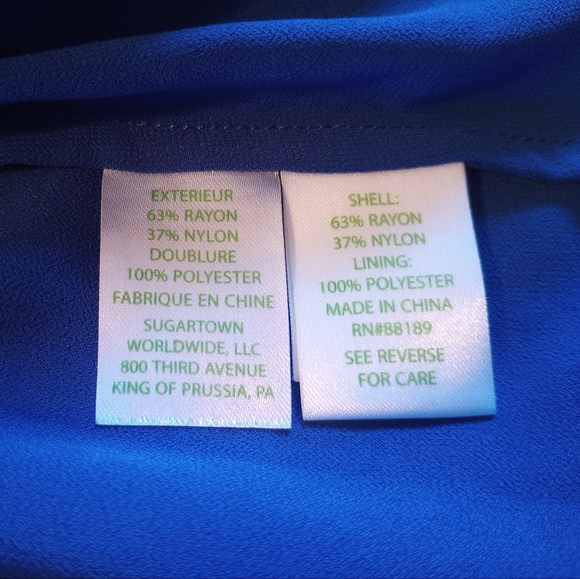 EXTERIEUR
63% RAYON
37% NYLON
DOUBLURE
100% POLYESTER
FABRIQUE EN CHINE
SUGARTOWN
WORLDWIDE, LLC
800 THIRD AVENUE
KING OF PRUSSIA, PA
SHELL:
63% RAYON
37% NYLON
LINING:
100% POLYESTER
MADE IN CHINA
RN#88189
SEE REVERSE
FOR CARE